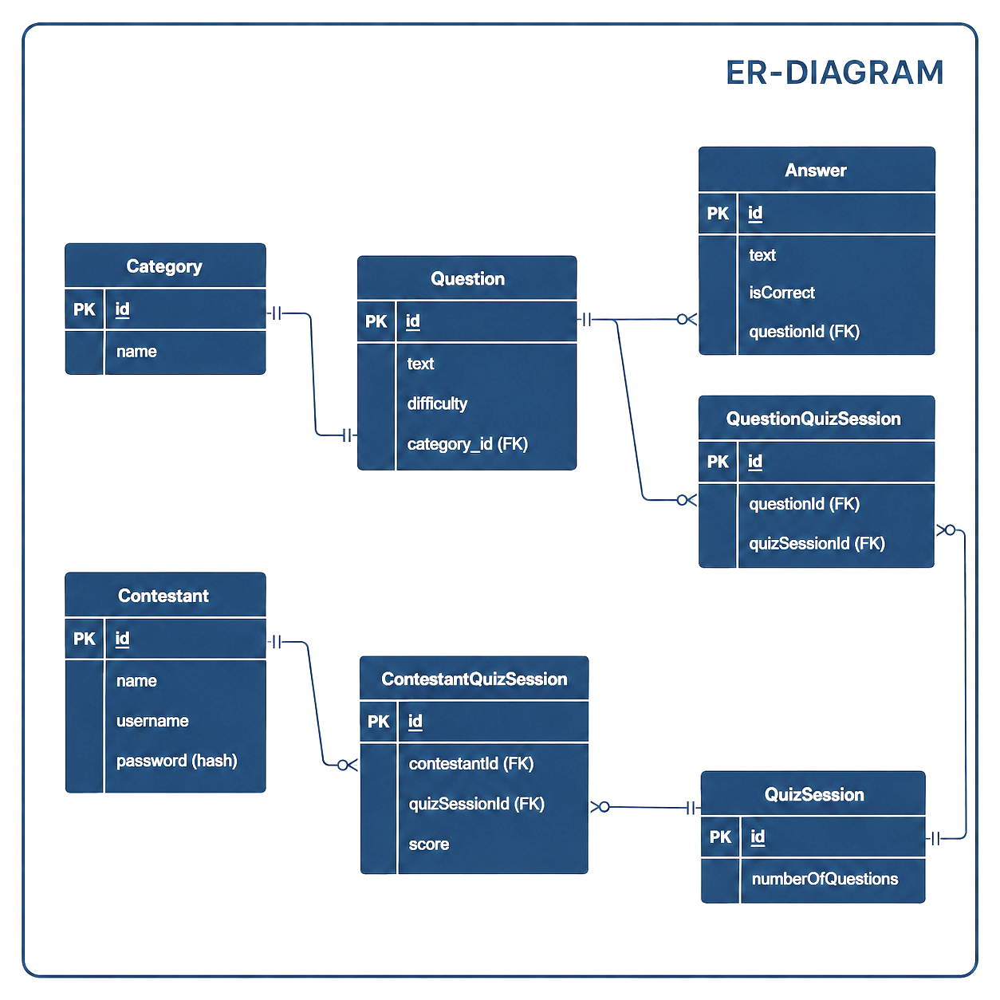 ER-DIAGRAM
Category
PK id
name
Question
PK id
text
difficulty
category_id (FK)
Answer
PK id
text
isCorrect
questionId (FK)
QuestionQuizSession
PK id
questionId (FK)
quizSessionId (FK)
Contestant
PK id
name
username
password (hash)
ContestantQuizSession
PK id
contestantId (FK)
quizSessionId (FK)
score
QuizSession
PK id
numberOfQuestions